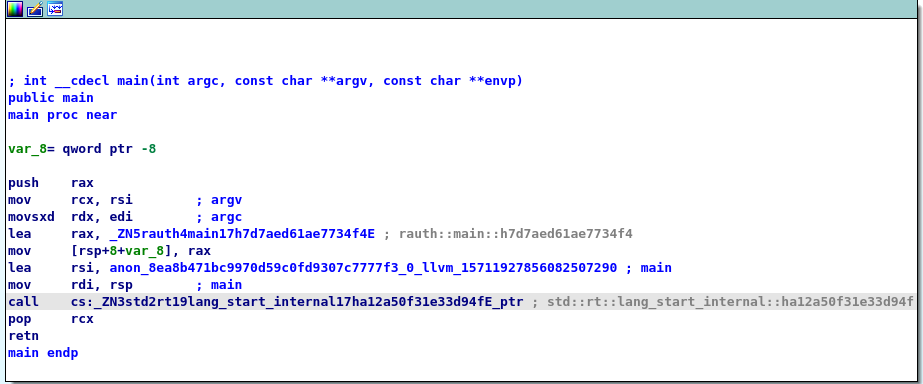 ; int __cdecl main(int argc, const char **argv, const char **envp)
public main
main proc near
var_8= qword ptr -8
push    rax
mov     rcx, rsi        ; argv
movsxd  rdx, edi        ; argc
lea     rax, _ZN5rauth4main17h7d7aed61ae7734f4E ; rauth::main::h7d7aed61ae7734f4
mov     [rsp+8+var_8], rax
lea     rsi, anon_8ea8b471bc9970d59c0fd9307c7777f3_0_llvm_15711927856082507290 ; main
mov     rdi, rsp        ; main
call    cs:_ZN3std2rt19lang_start_internal17ha12a50f31e33d94fE_ptr ; std::rt::lang_start_internal::ha12a50f31e33d94f
pop     rcx
retn
main endp